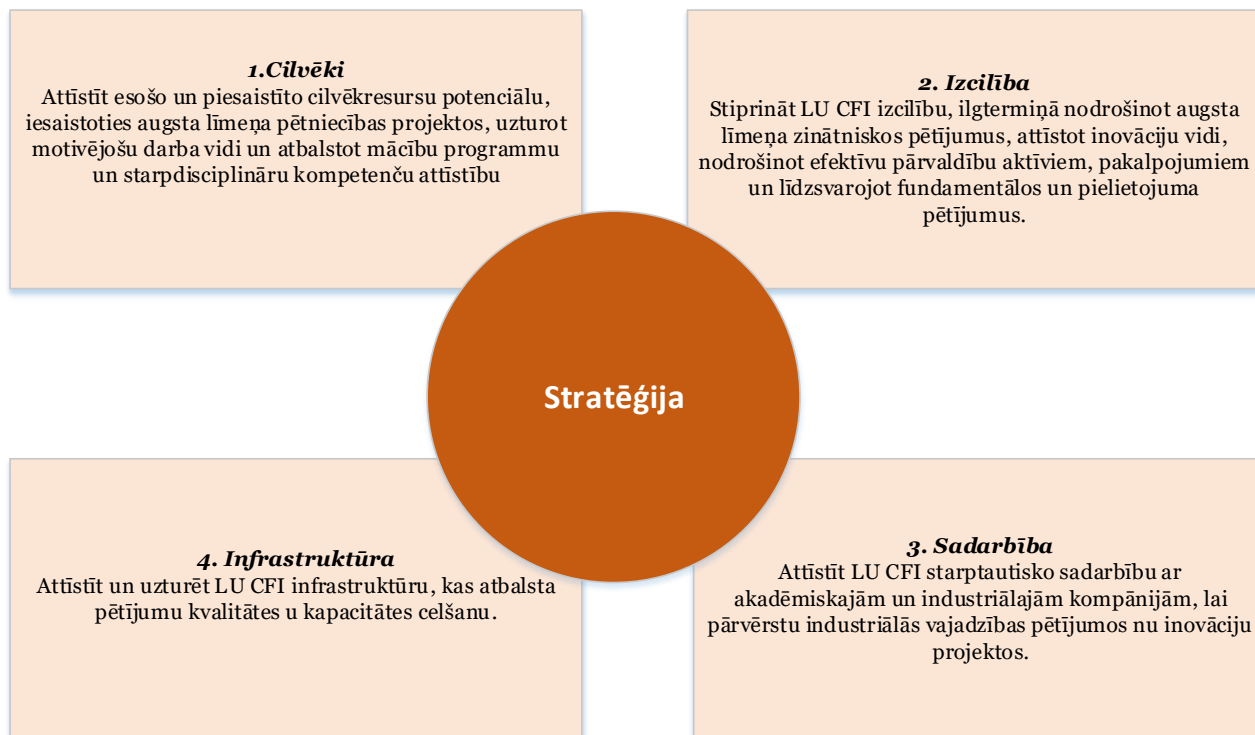 1.Cilvēki
Attīstīt esošo un piesaistīto cilvēkresursu potenciālu,
iesaistoties augsta līmeņa pētniecības projektos, uzturot
motivējošu darba vidi un atbalstot mācību programmu
un starpdisciplināru kompetenču attīstību
2. Izcilība
Stiprināt LU CFI izcilību, ilgtermiņā nodrošinot augsta
līmeņa zinātniskos pētījumus, attīstot inovāciju vidi,
nodrošinot efektīvu pārvaldību aktīviem, pakalpojumiem
un līdzsvarojot fundamentālos un pielietojuma
pētījumus.
Stratēģija
4. Infrastruktūra
Attīstīt un uzturēt LU CFI infrastruktūru, kas atbalsta
pētījumu kvalitātes u kapacitātes celšanu.
3. Sadarbība
Attīstīt LU CFI starptautisko sadarbību ar
akadēmiskajām un industriālajām kompānijām, lai
pārvērstu industriālās vajadzības pētījumos nu inovāciju
projektos.